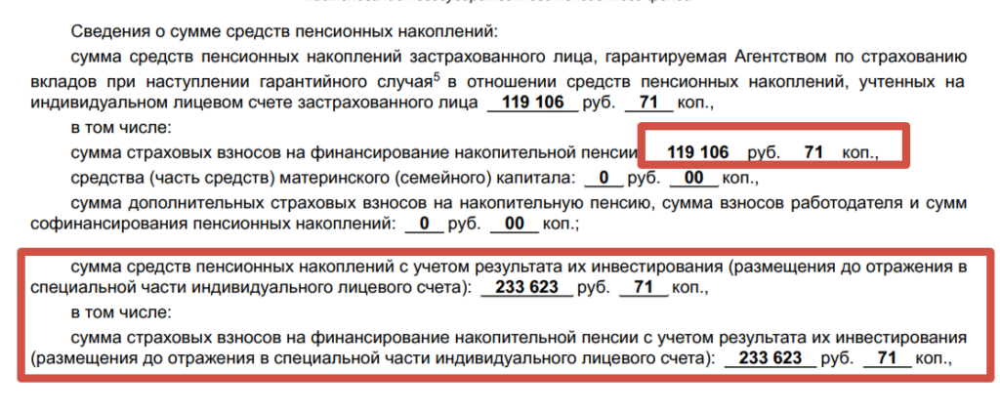 Сведения о сумме средств пенсионных накоплений:
сумма средств пенсионных накоплений застрахованного лица, гарантируемая Агентством по страхованию
вкладов при наступлении гарантийного случая⁵ в отношении средств пенсионных накоплений, учтенных на
индивидуальном лицевом счете застрахованного лица 119 106 руб. 71 коп.,
в том числе:
сумма страховых взносов на финансирование накопительной пенсии 119 106 руб. 71 коп.,
средства (часть средств) материнского (семейного) капитала: 0 руб. 00 коп.,
сумма дополнительных страховых взносов на накопительную пенсию, сумма взносов работодателя и сумм
софинансирования пенсионных накоплений: 0 руб. 00 коп.;
сумма средств пенсионных накоплений с учетом результата их инвестирования (размещения до отражения в
специальной части индивидуального лицевого счета): 233 623 руб. 71 коп.,
в том числе:
сумма страховых взносов на финансирование накопительной пенсии с учетом результата их инвестирования
(размещения до отражения в специальной части индивидуального лицевого счета): 233 623 руб. 71 коп.,